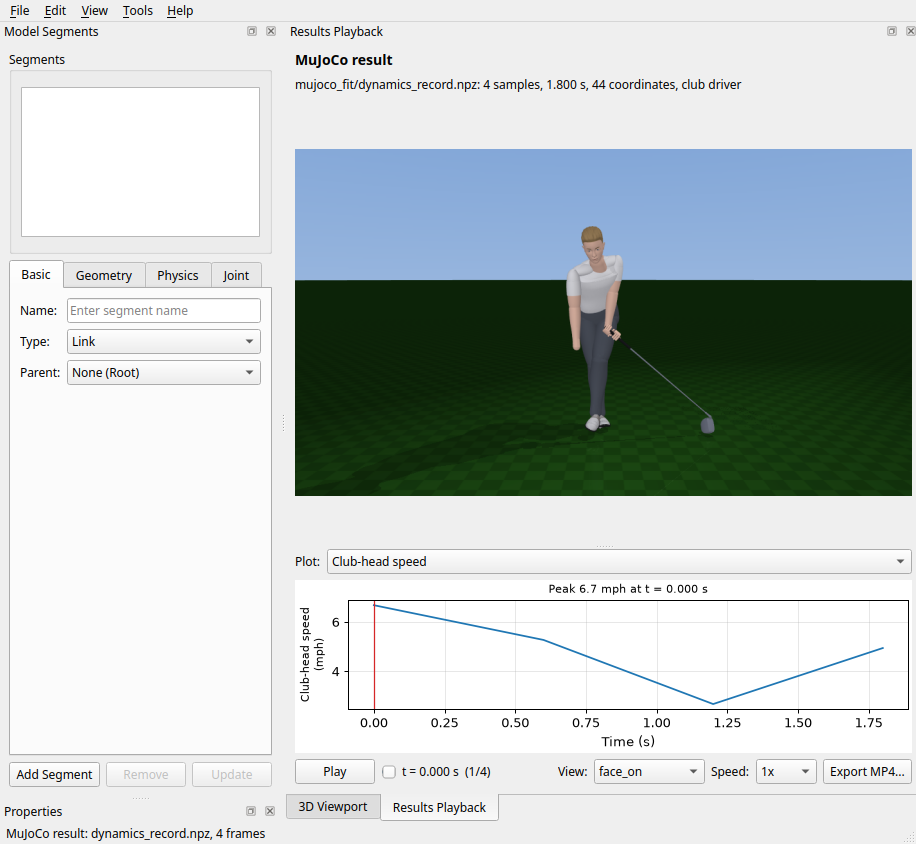 File Edit View Tools Help
Model Segments
Results Playback
Segments
MuJoCo result
mujoco_fit/dynamics_record.npz: 4 samples, 1.800 s, 44 coordinates, club driver
Basic Geometry Physics Joint
Name: Enter segment name
Type: Link
Parent: None (Root)
Add Segment Remove Update
Plot: Club-head speed
Peak 6.7 mph at t = 0.000 s
Club-head speed
(mph)
6
4
0.00 0.25 0.50 0.75 1.00 1.25 1.50 1.75
Time (s)
Play t = 0.000 s (1/4) View: face_on Speed: 1x Export MP4...
3D Viewport Results Playback
Properties
MuJoCo result: dynamics_record.npz, 4 frames